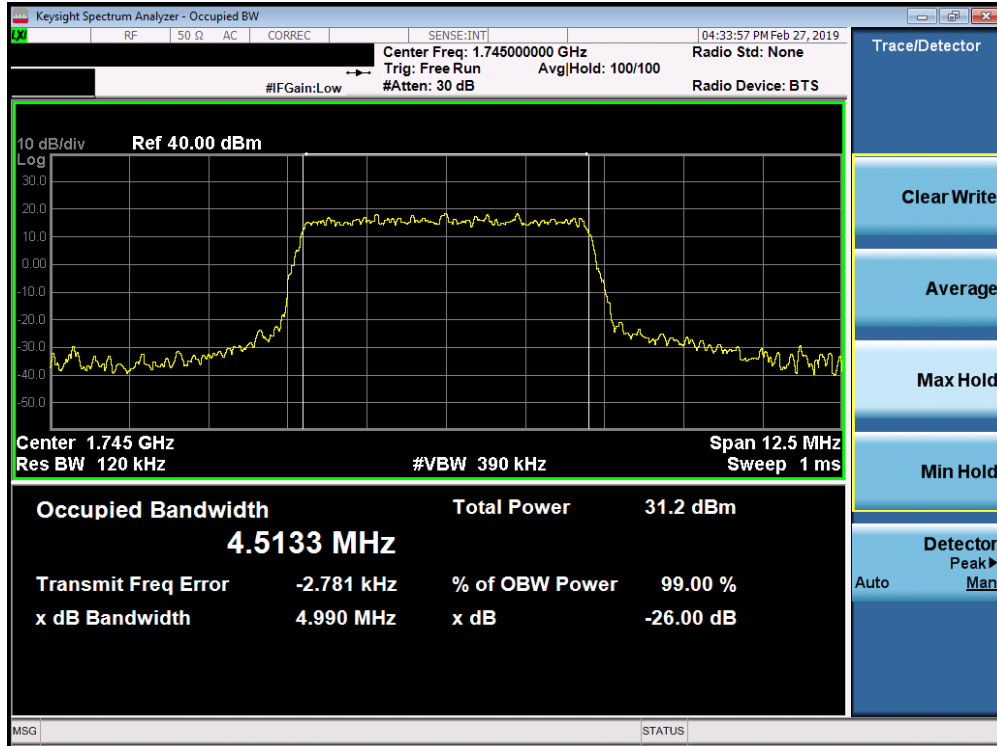 Keysight Spectrum Analyzer - Occupied BW
LXI
RF 50 Ω AC CORREC SENSE:INT 04:33:57 PM Feb 27, 2019
Center Freq: 1.745000000 GHz Radio Std: None
Trig: Free Run Avg|Hold: 100/100
#IFGain:Low #Atten: 30 dB Radio Device: BTS
10 dB/div Ref 40.00 dBm
Log
30.0
20.0
10.0
0.00
-10.0
-20.0
-30.0
-40.0
-50.0
Center 1.745 GHz Span 12.5 MHz
Res BW 120 kHz #VBW 390 kHz Sweep 1 ms
Occupied Bandwidth Total Power 31.2 dBm
4.5133 MHz
Transmit Freq Error -2.781 kHz % of OBW Power 99.00 %
x dB Bandwidth 4.990 MHz x dB -26.00 dB
MSG STATUS
Trace/Detector
Clear Write
Average
Max Hold
Min Hold
Detector
Peak▶
Auto Man